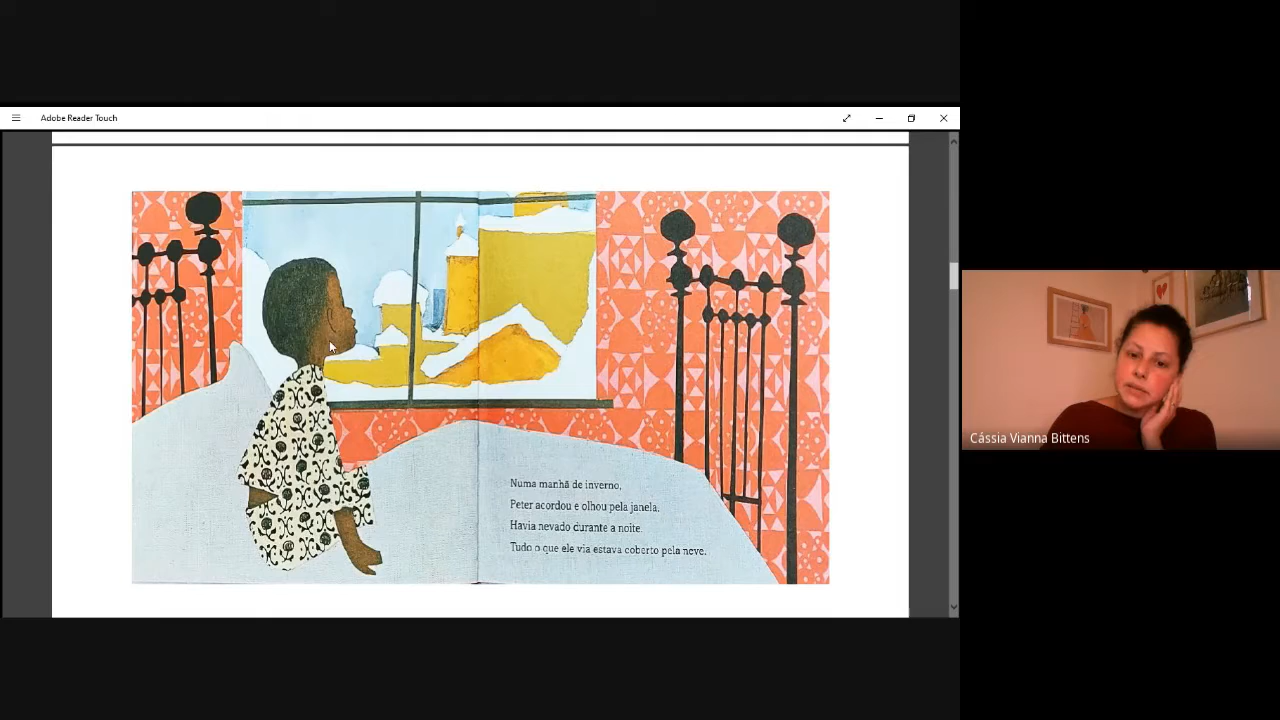 Adobe Reader Touch
Numa manhã de inverno,
Peter acordou e olhou pela janela.
Havia nevado durante a noite.
Tudo o que ele via estava coberto pela neve.
Cássia Vianna Bittens